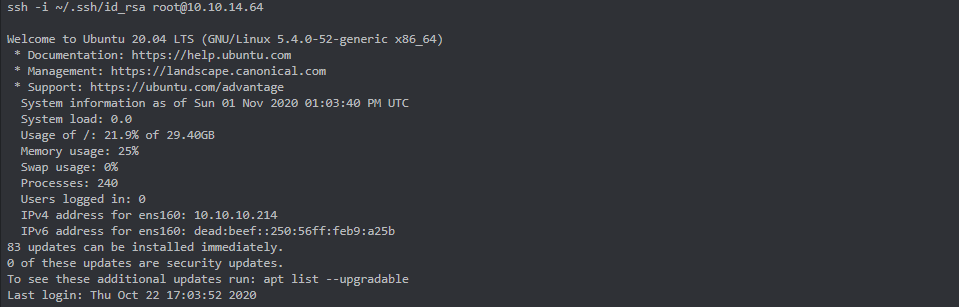 ssh -i ~/.ssh/id_rsa root@10.10.14.64
Welcome to Ubuntu 20.04 LTS (GNU/Linux 5.4.0-52-generic x86_64)
* Documentation: https://help.ubuntu.com
* Management: https://landscape.canonical.com
* Support: https://ubuntu.com/advantage
System information as of Sun 01 Nov 2020 01:03:40 PM UTC
System load: 0.0
Usage of /: 21.9% of 29.40GB
Memory usage: 25%
Swap usage: 0%
Processes: 240
Users logged in: 0
IPv4 address for ens160: 10.10.10.214
IPv6 address for ens160: dead:beef::250:56ff:feb9:a25b
83 updates can be installed immediately.
0 of these updates are security updates.
To see these additional updates run: apt list --upgradable
Last login: Thu Oct 22 17:03:52 2020